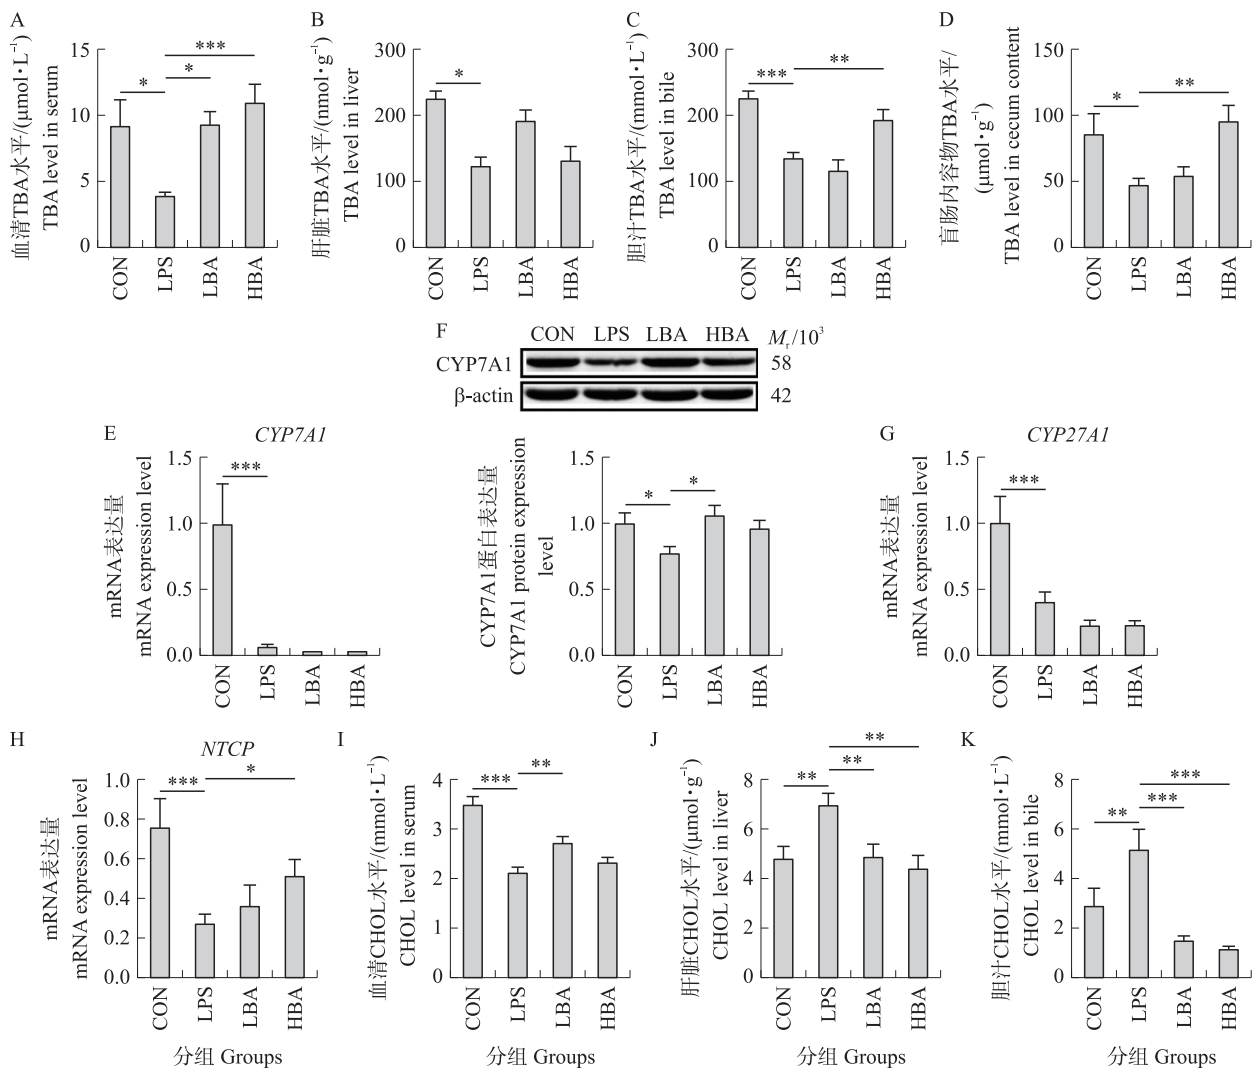 A
血清TBA水平/(μmol·L⁻¹)
TBA level in serum
15
10
5
0
*
*
***
CON
LPS
LBA
HBA
B
肝脏TBA水平/(nmol·g⁻¹)
TBA level in liver
300
200
100
0
*
CON
LPS
LBA
HBA
C
胆汁TBA水平/(mmol·L⁻¹)
TBA level in bile
300
200
100
0
***
**
CON
LPS
LBA
HBA
D
盲肠内容物TBA水平/
(μmol·g⁻¹)
TBA level in cecum content
150
100
50
0
*
**
CON
LPS
LBA
HBA
F
CON LPS LBA HBA Mr/10³
CYP7A1 58
β-actin 42
E
CYP7A1
mRNA表达量
mRNA expression level
1.5
1.0
0.5
0.0
***
CON
LPS
LBA
HBA
CYP7A1蛋白表达量
CYP7A1 protein expression
level
1.5
1.0
0.5
0.0
*
*
CON
LPS
LBA
HBA
G
CYP27A1
mRNA表达量
mRNA expression level
1.5
1.0
0.5
0.0
***
CON
LPS
LBA
HBA
H
NTCP
mRNA表达量
mRNA expression level
1.0
0.8
0.6
0.4
0.2
0.0
***
*
CON
LPS
LBA
HBA
分组 Groups
I
血清CHOL水平/(mmol·L⁻¹)
CHOL level in serum
4
3
2
1
0
***
**
CON
LPS
LBA
HBA
分组 Groups
J
肝脏CHOL水平/(μmol·g⁻¹)
CHOL level in liver
8
6
4
2
0
**
**
**
CON
LPS
LBA
HBA
分组 Groups
K
胆汁CHOL水平/(mmol·L⁻¹)
CHOL level in bile
8
6
4
2
0
**
***
***
CON
LPS
LBA
HBA
分组 Groups